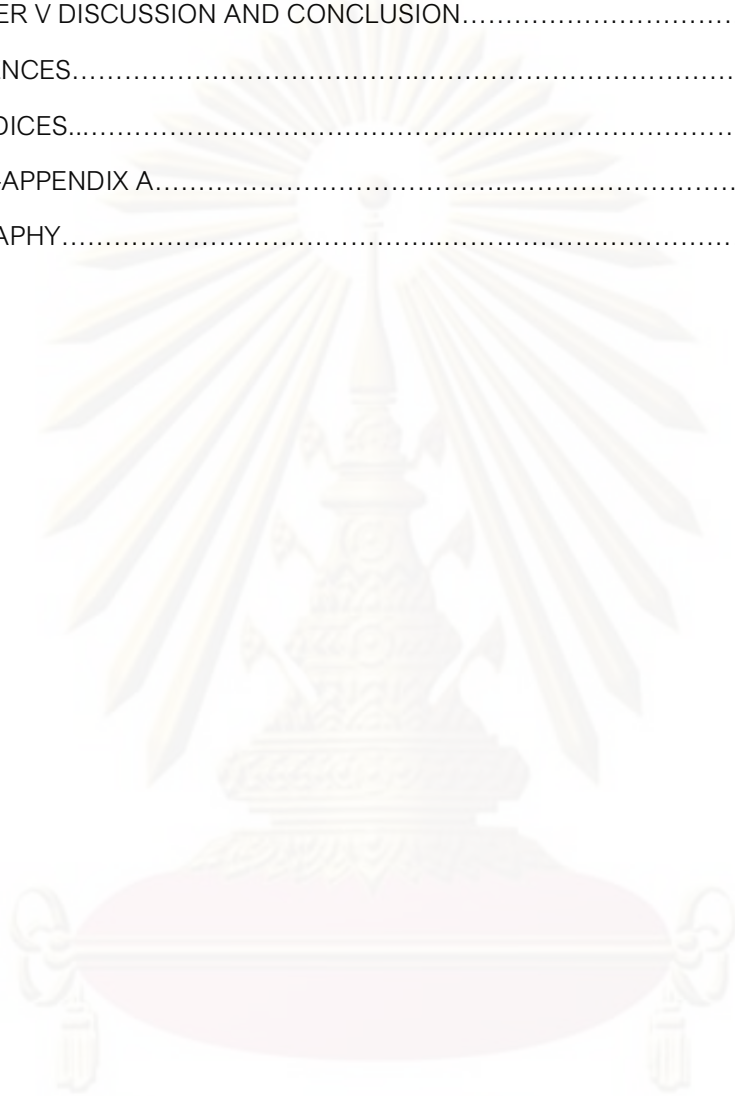 ER V DISCUSSION AND CONCLUSION……………………………
NCES……………………………………………………………
DICES...…………………………………...…………………………
-APPENDIX A………………………………...…………………………
APHY…………………………………...……………………………